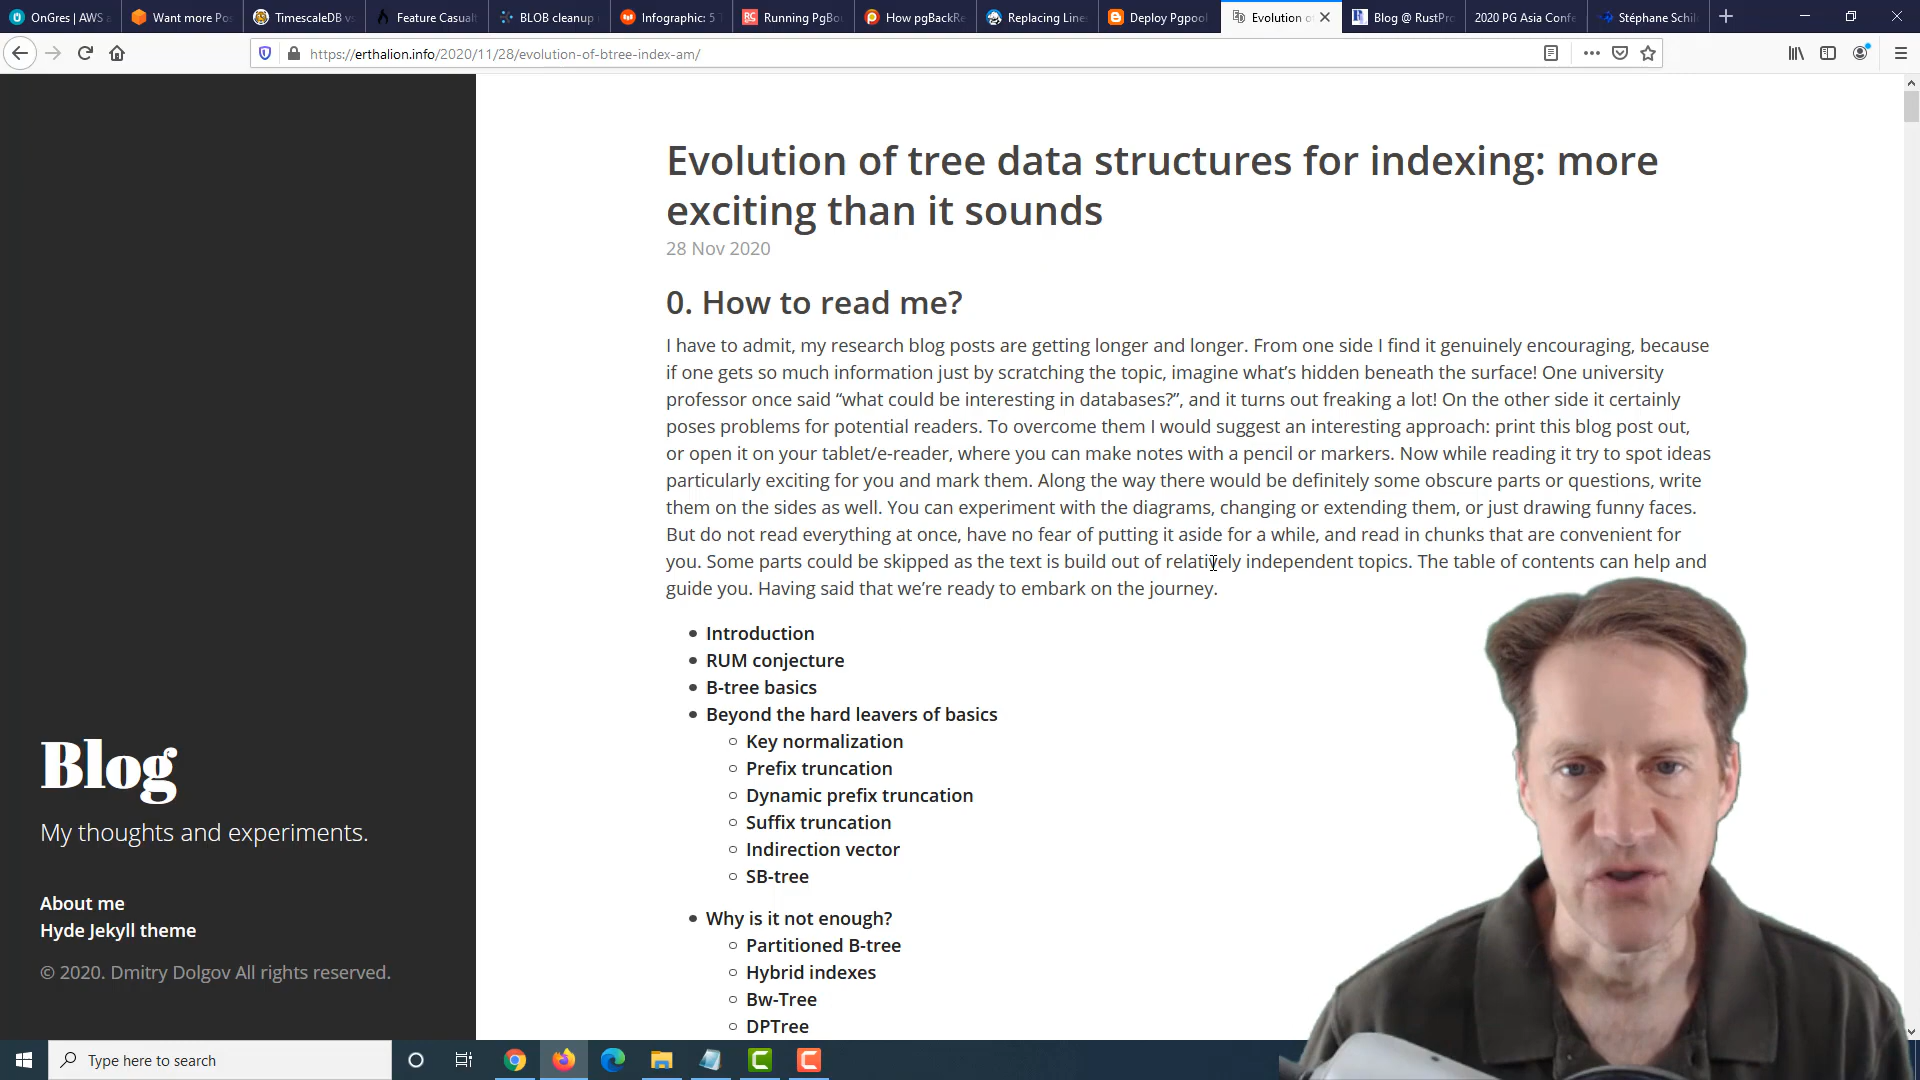 OnGres | AWS a
Want more Pos
TimescaleDB vs
Feature Casualt
BLOB cleanup
Infographic: 5 T
Running PgBou
How pgBackRe
Replacing Lines
Deploy Pgpool
Evolution of
Blog @ RustPro
2020 PG Asia Confe
Stéphane Schil
https://erthalion.info/2020/11/28/evolution-of-btree-index-am/
Evolution of tree data structures for indexing: more
exciting than it sounds
28 Nov 2020
0. How to read me?
I have to admit, my research blog posts are getting longer and longer. From one side I find it genuinely encouraging, because
if one gets so much information just by scratching the topic, imagine what’s hidden beneath the surface! One university
professor once said “what could be interesting in databases?”, and it turns out freaking a lot! On the other side it certainly
poses problems for potential readers. To overcome them I would suggest an interesting approach: print this blog post out,
or open it on your tablet/e-reader, where you can make notes with a pencil or markers. Now while reading it try to spot ideas
particularly exciting for you and mark them. Along the way there would be definitely some obscure parts or questions, write
them on the sides as well. You can experiment with the diagrams, changing or extending them, or just drawing funny faces.
But do not read everything at once, have no fear of putting it aside for a while, and read in chunks that are convenient for
you. Some parts could be skipped as the text is build out of relatively independent topics. The table of contents can help and
guide you. Having said that we’re ready to embark on the journey.
Introduction
RUM conjecture
B-tree basics
Beyond the hard leavers of basics
Key normalization
Prefix truncation
Dynamic prefix truncation
Suffix truncation
Indirection vector
SB-tree
Why is it not enough?
Partitioned B-tree
Hybrid indexes
Bw-Tree
DPTree
Blog
My thoughts and experiments.
About me
Hyde Jekyll theme
© 2020. Dmitry Dolgov All rights reserved.
Type here to search